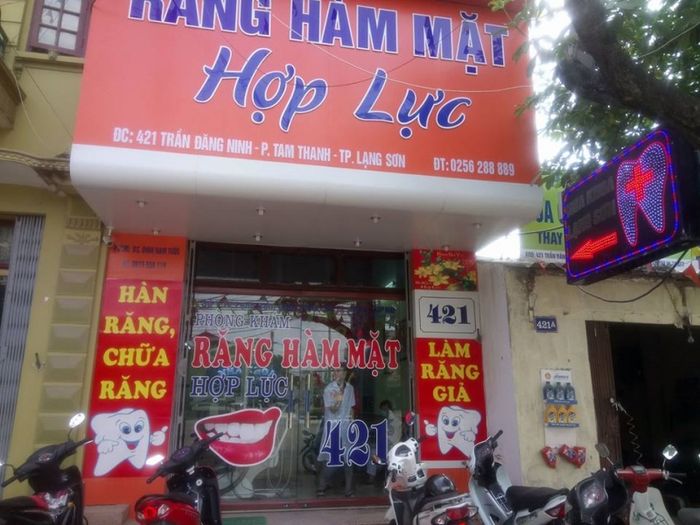 RĂNG HÀM MẶT
Hợp Lực
ĐC: 421 TRẦN ĐĂNG NINH - P. TAM THANH - TP. LẠNG SƠN
ĐT: 0256 288 889
HÀN
RĂNG,
CHỮA
RĂNG
PHÒNG KHÁM
RĂNG HÀM MẶT
HỢP LỰC
421
421
LÀM
RĂNG
GIẢ
THAY
421A